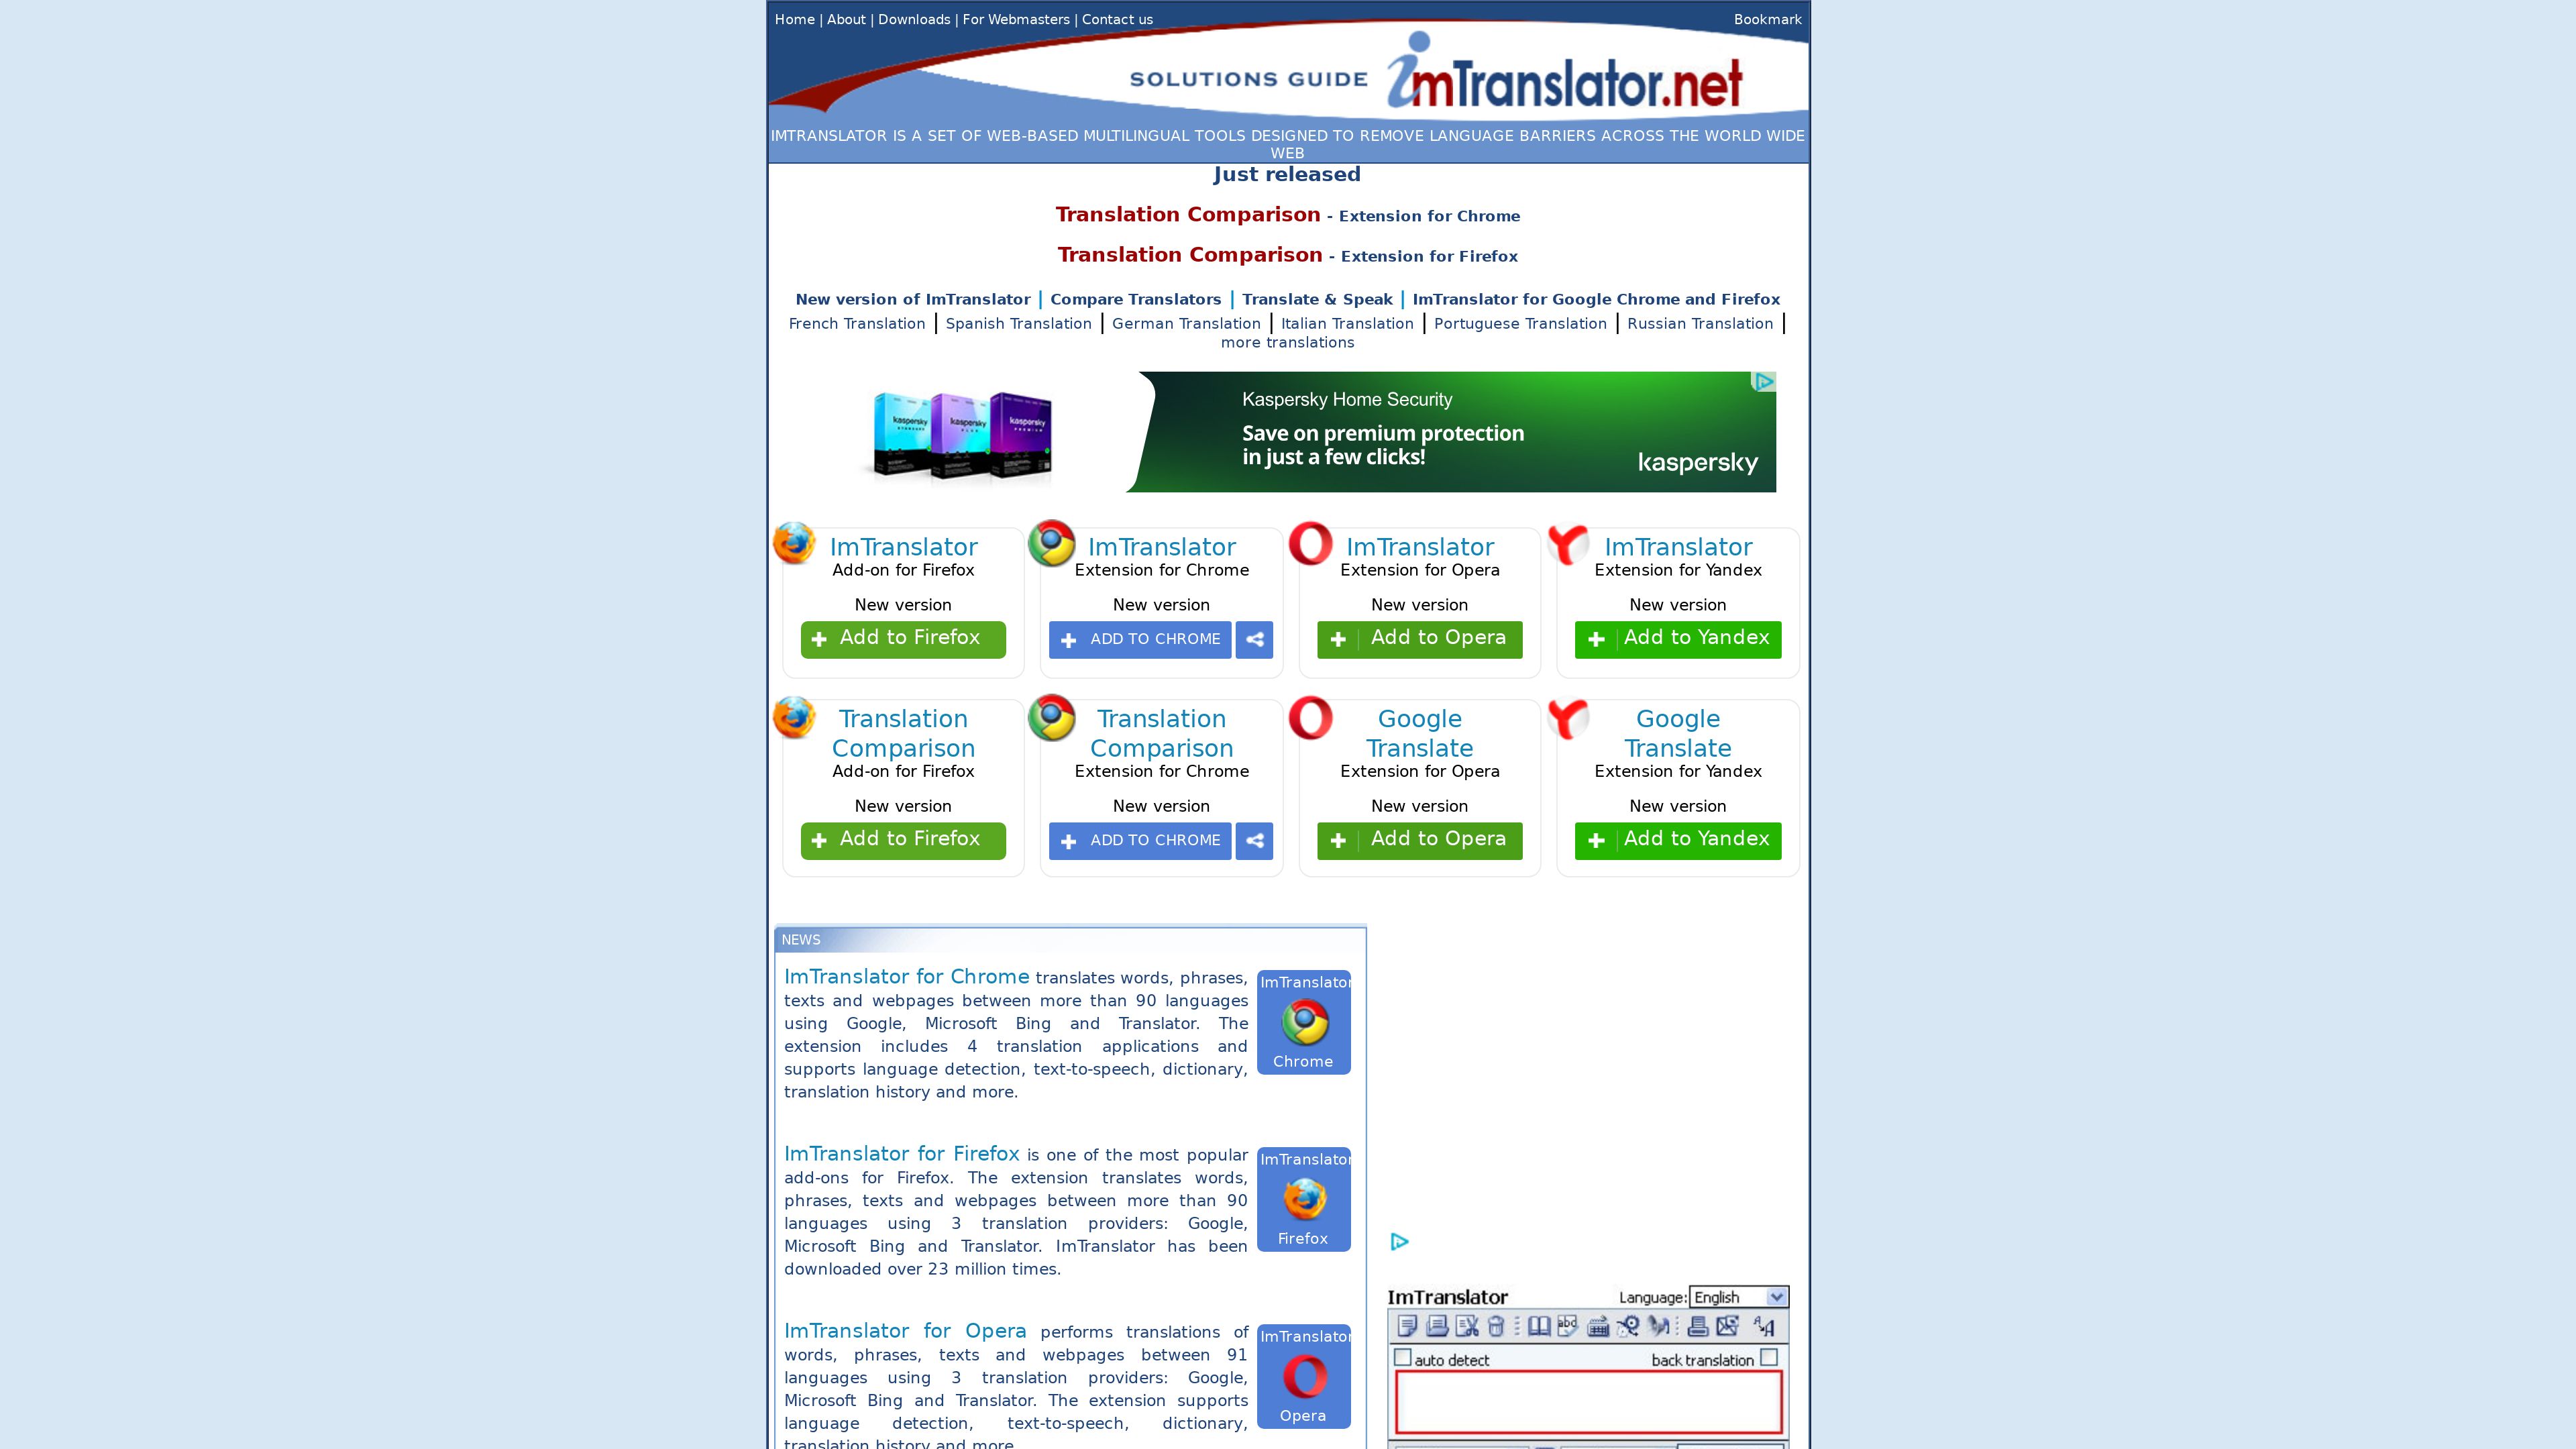 Home | About | Downloads | For Webmasters | Contact us
Bookmark
SOLUTIONS GUIDE
imTranslator.net
IMTRANSLATOR IS A SET OF WEB-BASED MULTILINGUAL TOOLS DESIGNED TO REMOVE LANGUAGE BARRIERS ACROSS THE WORLD WIDE
WEB
Just released
Translation Comparison - Extension for Chrome
Translation Comparison - Extension for Firefox
New version of ImTranslator | Compare Translators | Translate & Speak | ImTranslator for Google Chrome and Firefox
French Translation | Spanish Translation | German Translation | Italian Translation | Portuguese Translation | Russian Translation |
more translations
kaspersky
kaspersky
kaspersky
Kaspersky Home Security
Save on premium protection
in just a few clicks!
kaspersky
ImTranslator
Add-on for Firefox
New version
Add to Firefox
ImTranslator
Extension for Chrome
New version
ADD TO CHROME
ImTranslator
Extension for Opera
New version
Add to Opera
ImTranslator
Extension for Yandex
New version
Add to Yandex
Translation
Comparison
Add-on for Firefox
New version
Add to Firefox
Translation
Comparison
Extension for Chrome
New version
ADD TO CHROME
Google
Translate
Extension for Opera
New version
Add to Opera
Google
Translate
Extension for Yandex
New version
Add to Yandex
NEWS
ImTranslator for Chrome translates words, phrases,
texts and webpages between more than 90 languages
using Google, Microsoft Bing and Translator. The
extension includes 4 translation applications and
supports language detection, text-to-speech, dictionary,
translation history and more.
ImTranslator
Chrome
ImTranslator for Firefox is one of the most popular
add-ons for Firefox. The extension translates words,
phrases, texts and webpages between more than 90
languages using 3 translation providers: Google,
Microsoft Bing and Translator. ImTranslator has been
downloaded over 23 million times.
ImTranslator
Firefox
ImTranslator for Opera performs translations of
words, phrases, texts and webpages between 91
languages using 3 translation providers: Google,
Microsoft Bing and Translator. The extension supports
language detection, text-to-speech, dictionary,
translation history and more
ImTranslator
Opera
ImTranslator
Language: English
auto detect
back translation